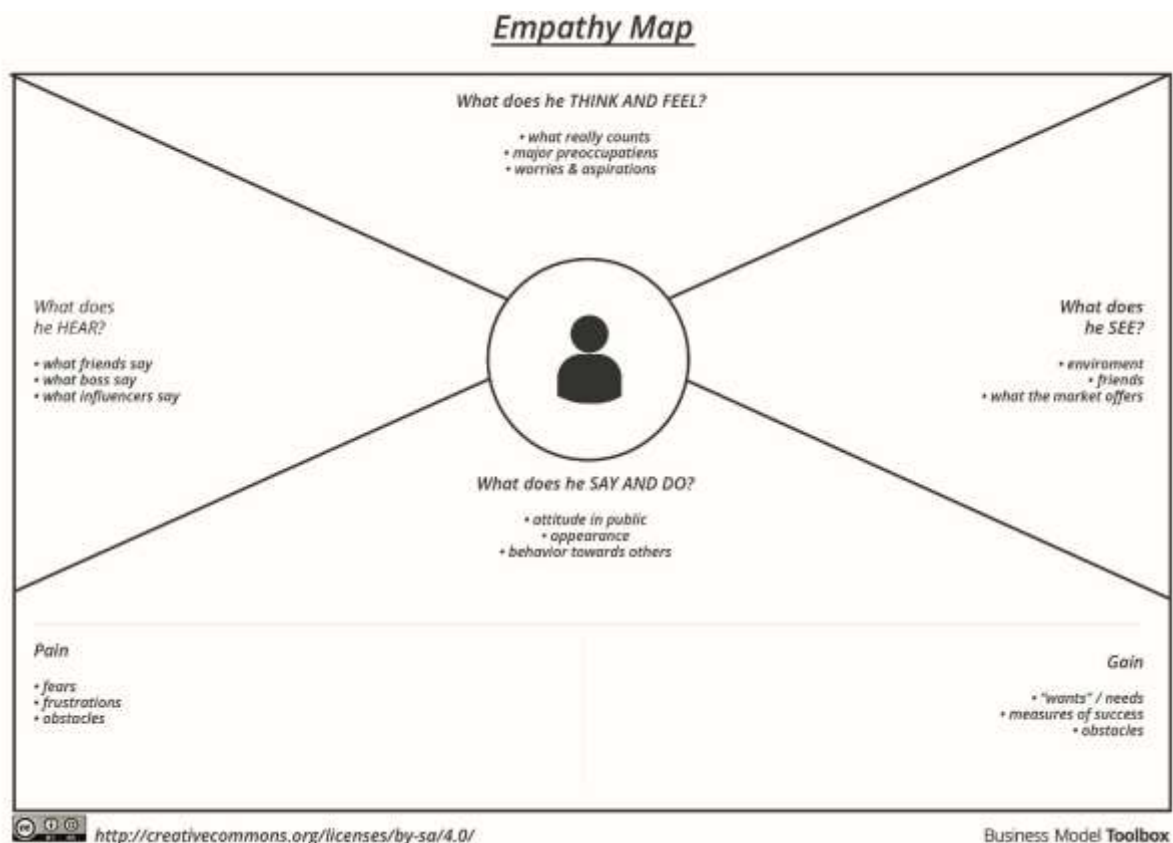 Empathy Map
What does he THINK AND FEEL?
• what really counts
• major preoccupatiens
• worries & aspirations
What does
he HEAR?
• what friends say
• what boss say
• what influencers say
What does
he SEE?
• enviroment
• friends
• what the market offers
What does he SAY AND DO?
• attitude in public
• appearance
• behavior towards others
Pain
• fears
• frustrations
• obstacles
Gain
• "wants" / needs
• measures of success
• obstacles
http://creativecommons.org/licenses/by-sa/4.0/
Business Model Toolbox